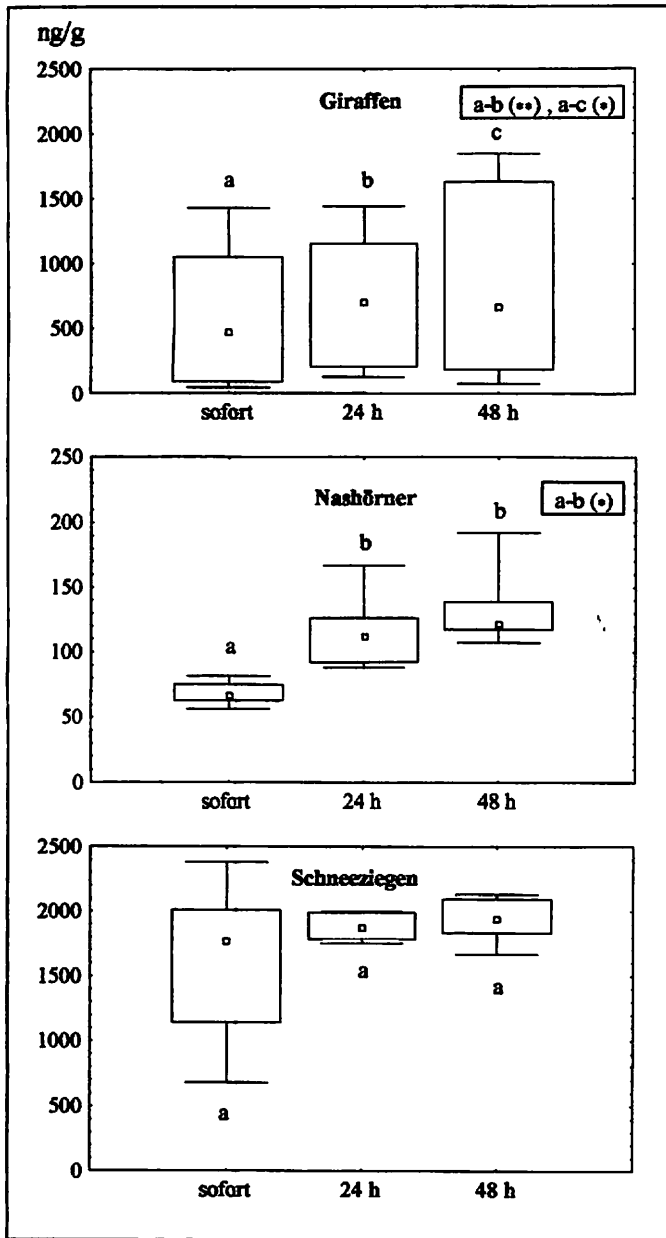 ng/g
2500
Giraffen
a-b (**) , a-c (*)
2000
c
a
b
1500
1000
500
0
sofort 24 h 48 h
250
Nashörner
a-b (*)
200
b
b
150
a
100
50
0
sofort 24 h 48 h
2500
Schneeziegen
2000
1500
a
a
1000
500
a
0
sofort 24 h 48 h